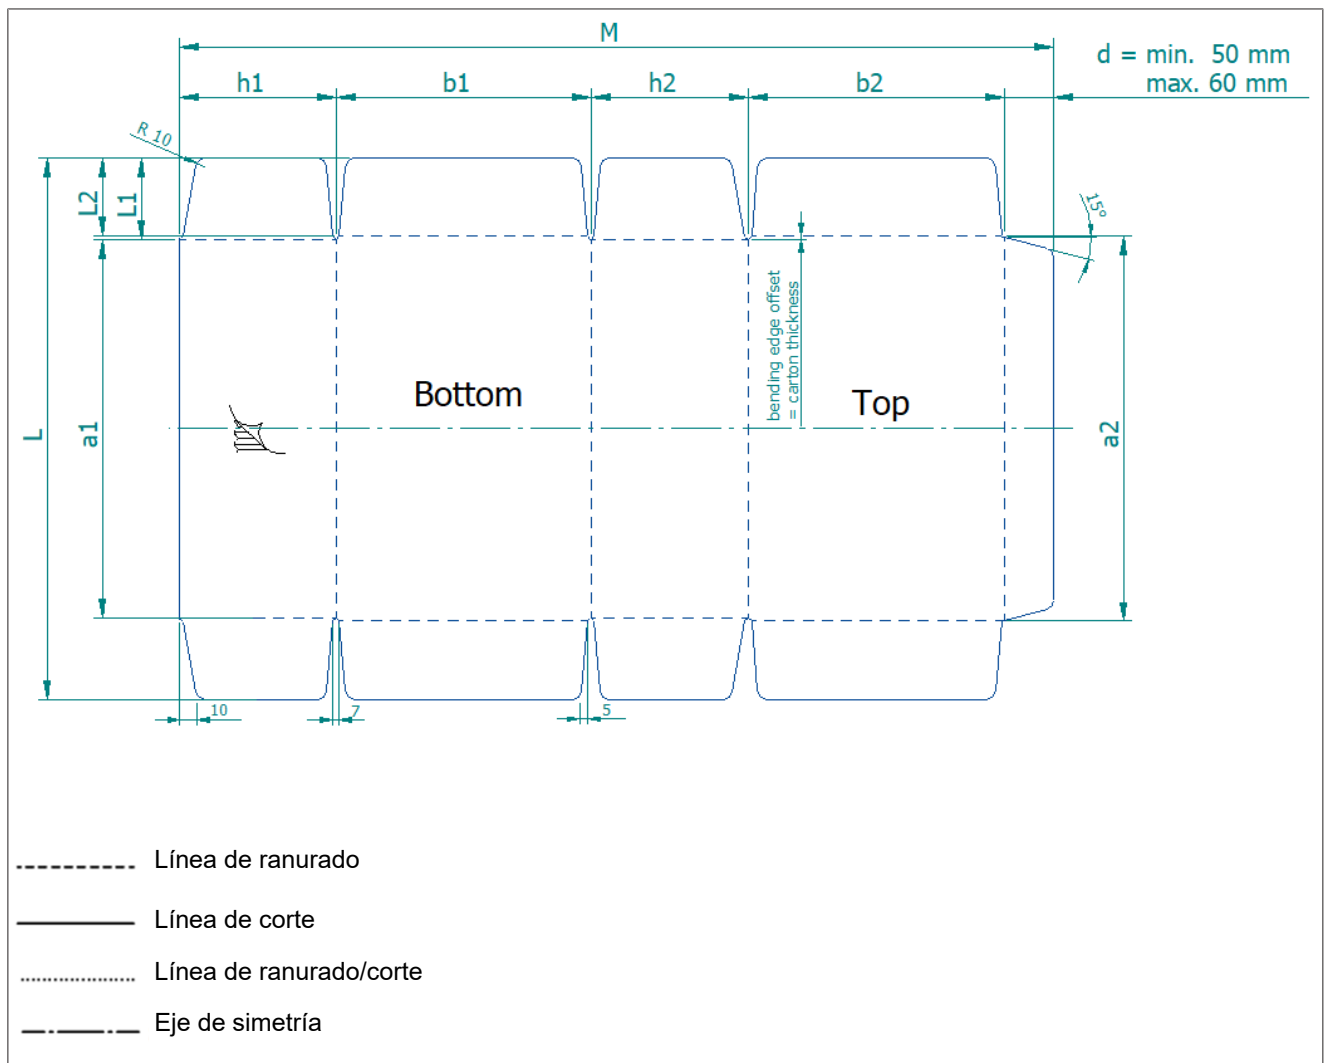 M
d = min. 50 mm
max. 60 mm
h1
b1
h2
b2
R 10
L2
L1
15°
bending edge offset
= carton thickness
Bottom
Top
L
a1
a2
10
7
5
Línea de ranurado
Línea de corte
Línea de ranurado/corte
Eje de simetría